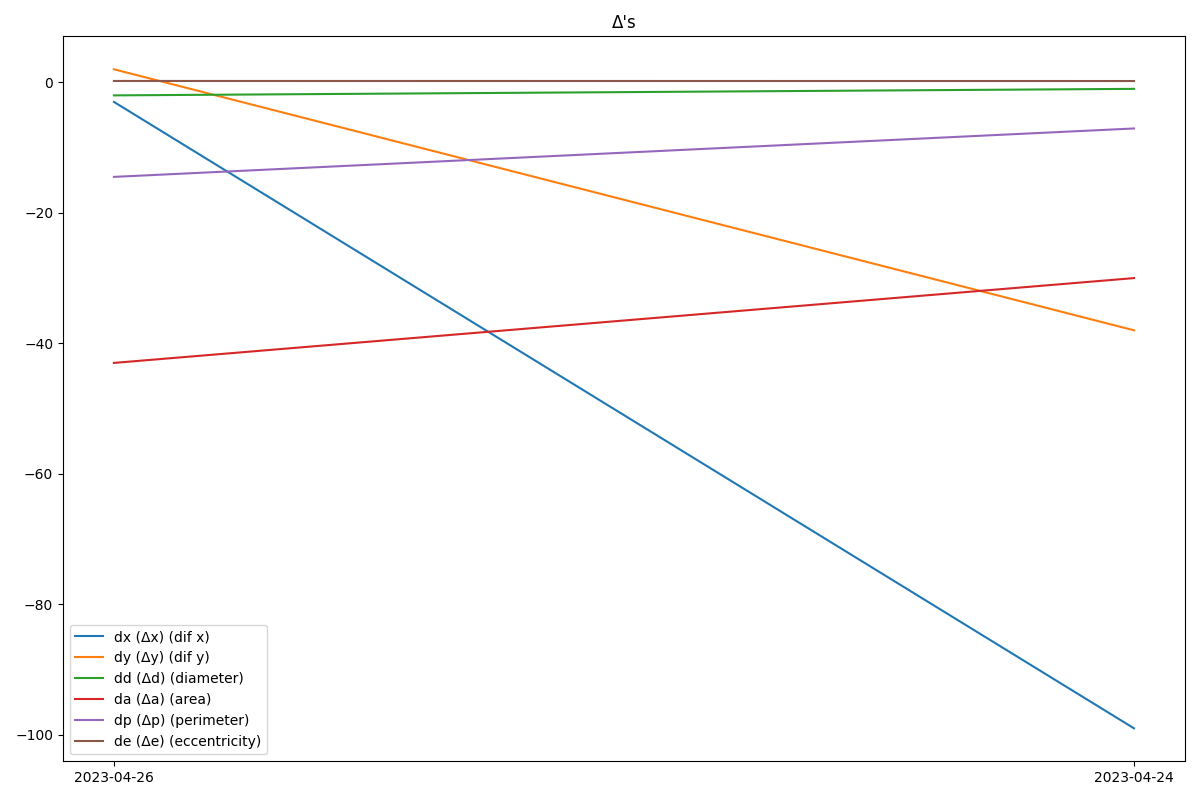 Δ's
0
−20
−40
−60
−80
−100
dx (Δx) (dif x)
dy (Δy) (dif y)
dd (Δd) (diameter)
da (Δa) (area)
dp (Δp) (perimeter)
de (Δe) (eccentricity)
2023-04-26
2023-04-24